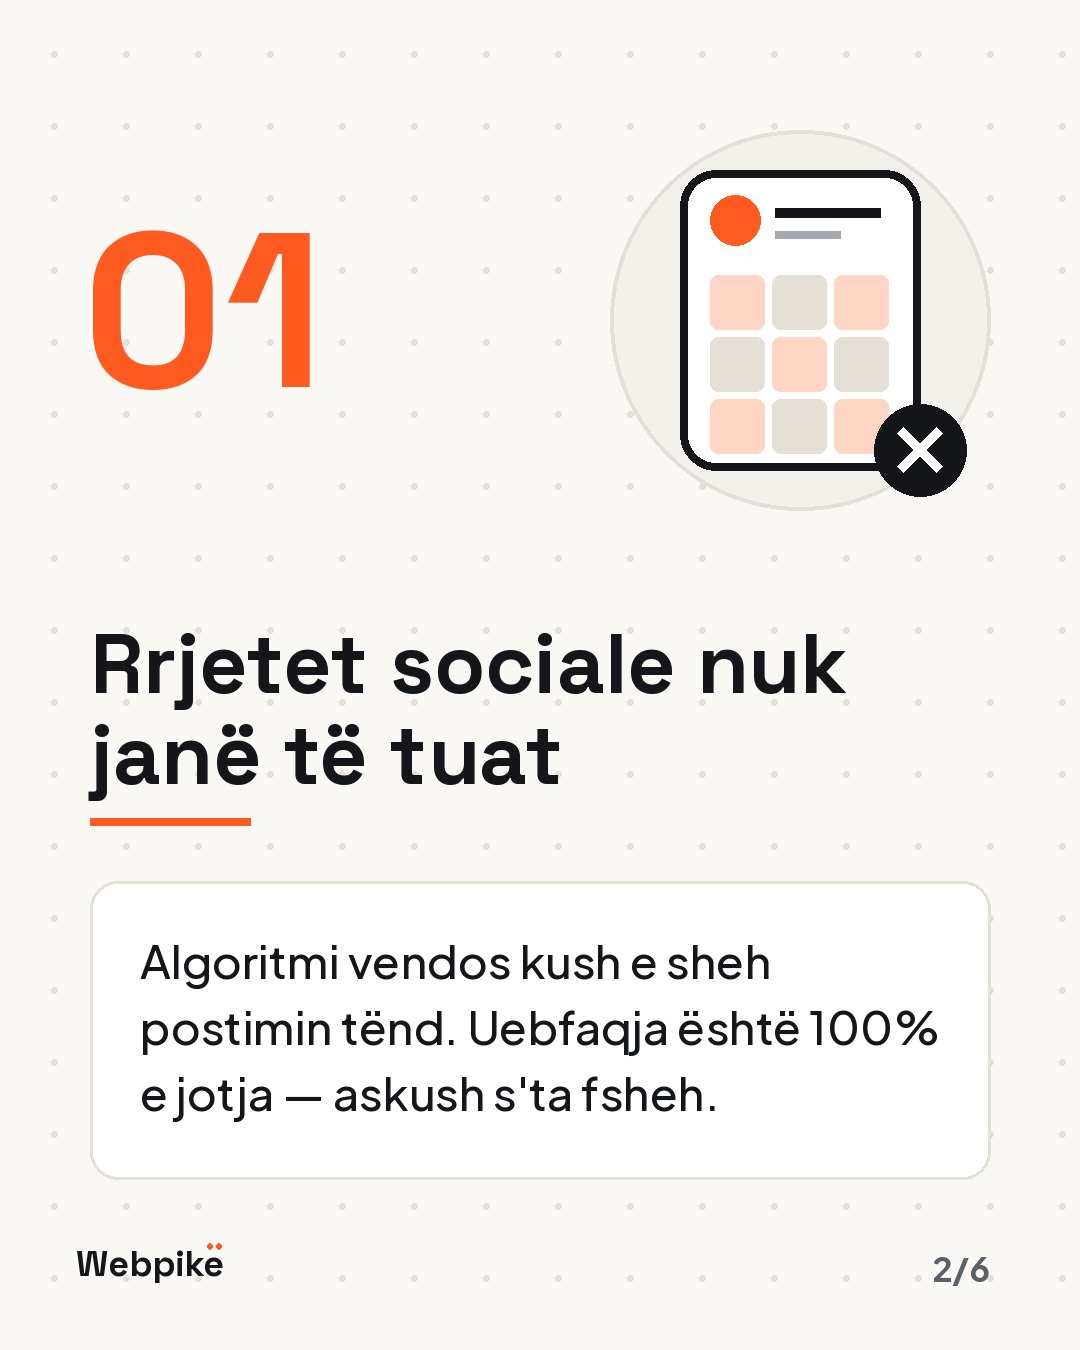 01
Rrjetet sociale nuk
janë të tuat
Algoritmi vendos kush e sheh
postimin tënd. Uebfaqja është 100%
e jotja — askush s'ta fsheh.
Webpikë
2/6